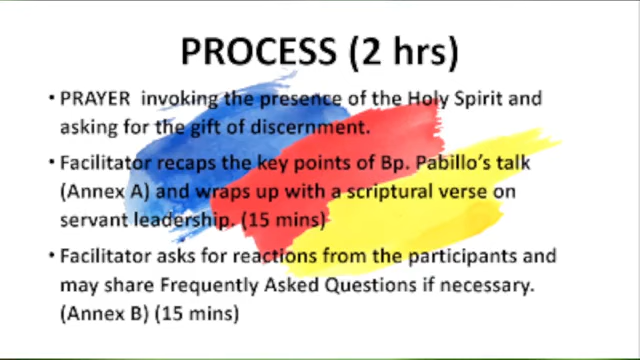 PROCESS (2 hrs)
• PRAYER invoking the presence of the Holy Spirit and
asking for the gift of discernment.
• Facilitator recaps the key points of Bp. Pabillo's talk
(Annex A) and wraps up with a scriptural verse on
servant leadership. (15 mins)
• Facilitator asks for reactions from the participants and
may share Frequently Asked Questions if necessary.
(Annex B) (15 mins)